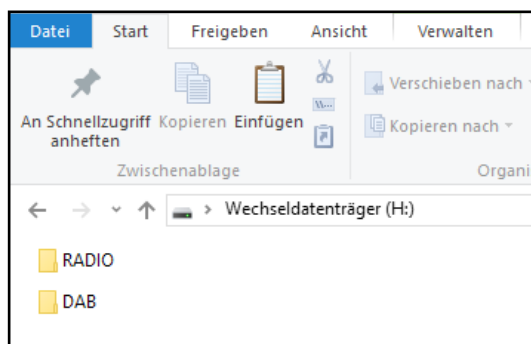 Datei Start Freigeben Ansicht Verwalten
An Schnellzugriff anheften Kopieren Einfügen
Verschieben nach
Kopieren nach
Zwischenablage Organi
Wechseldatenträger (H:)
RADIO
DAB